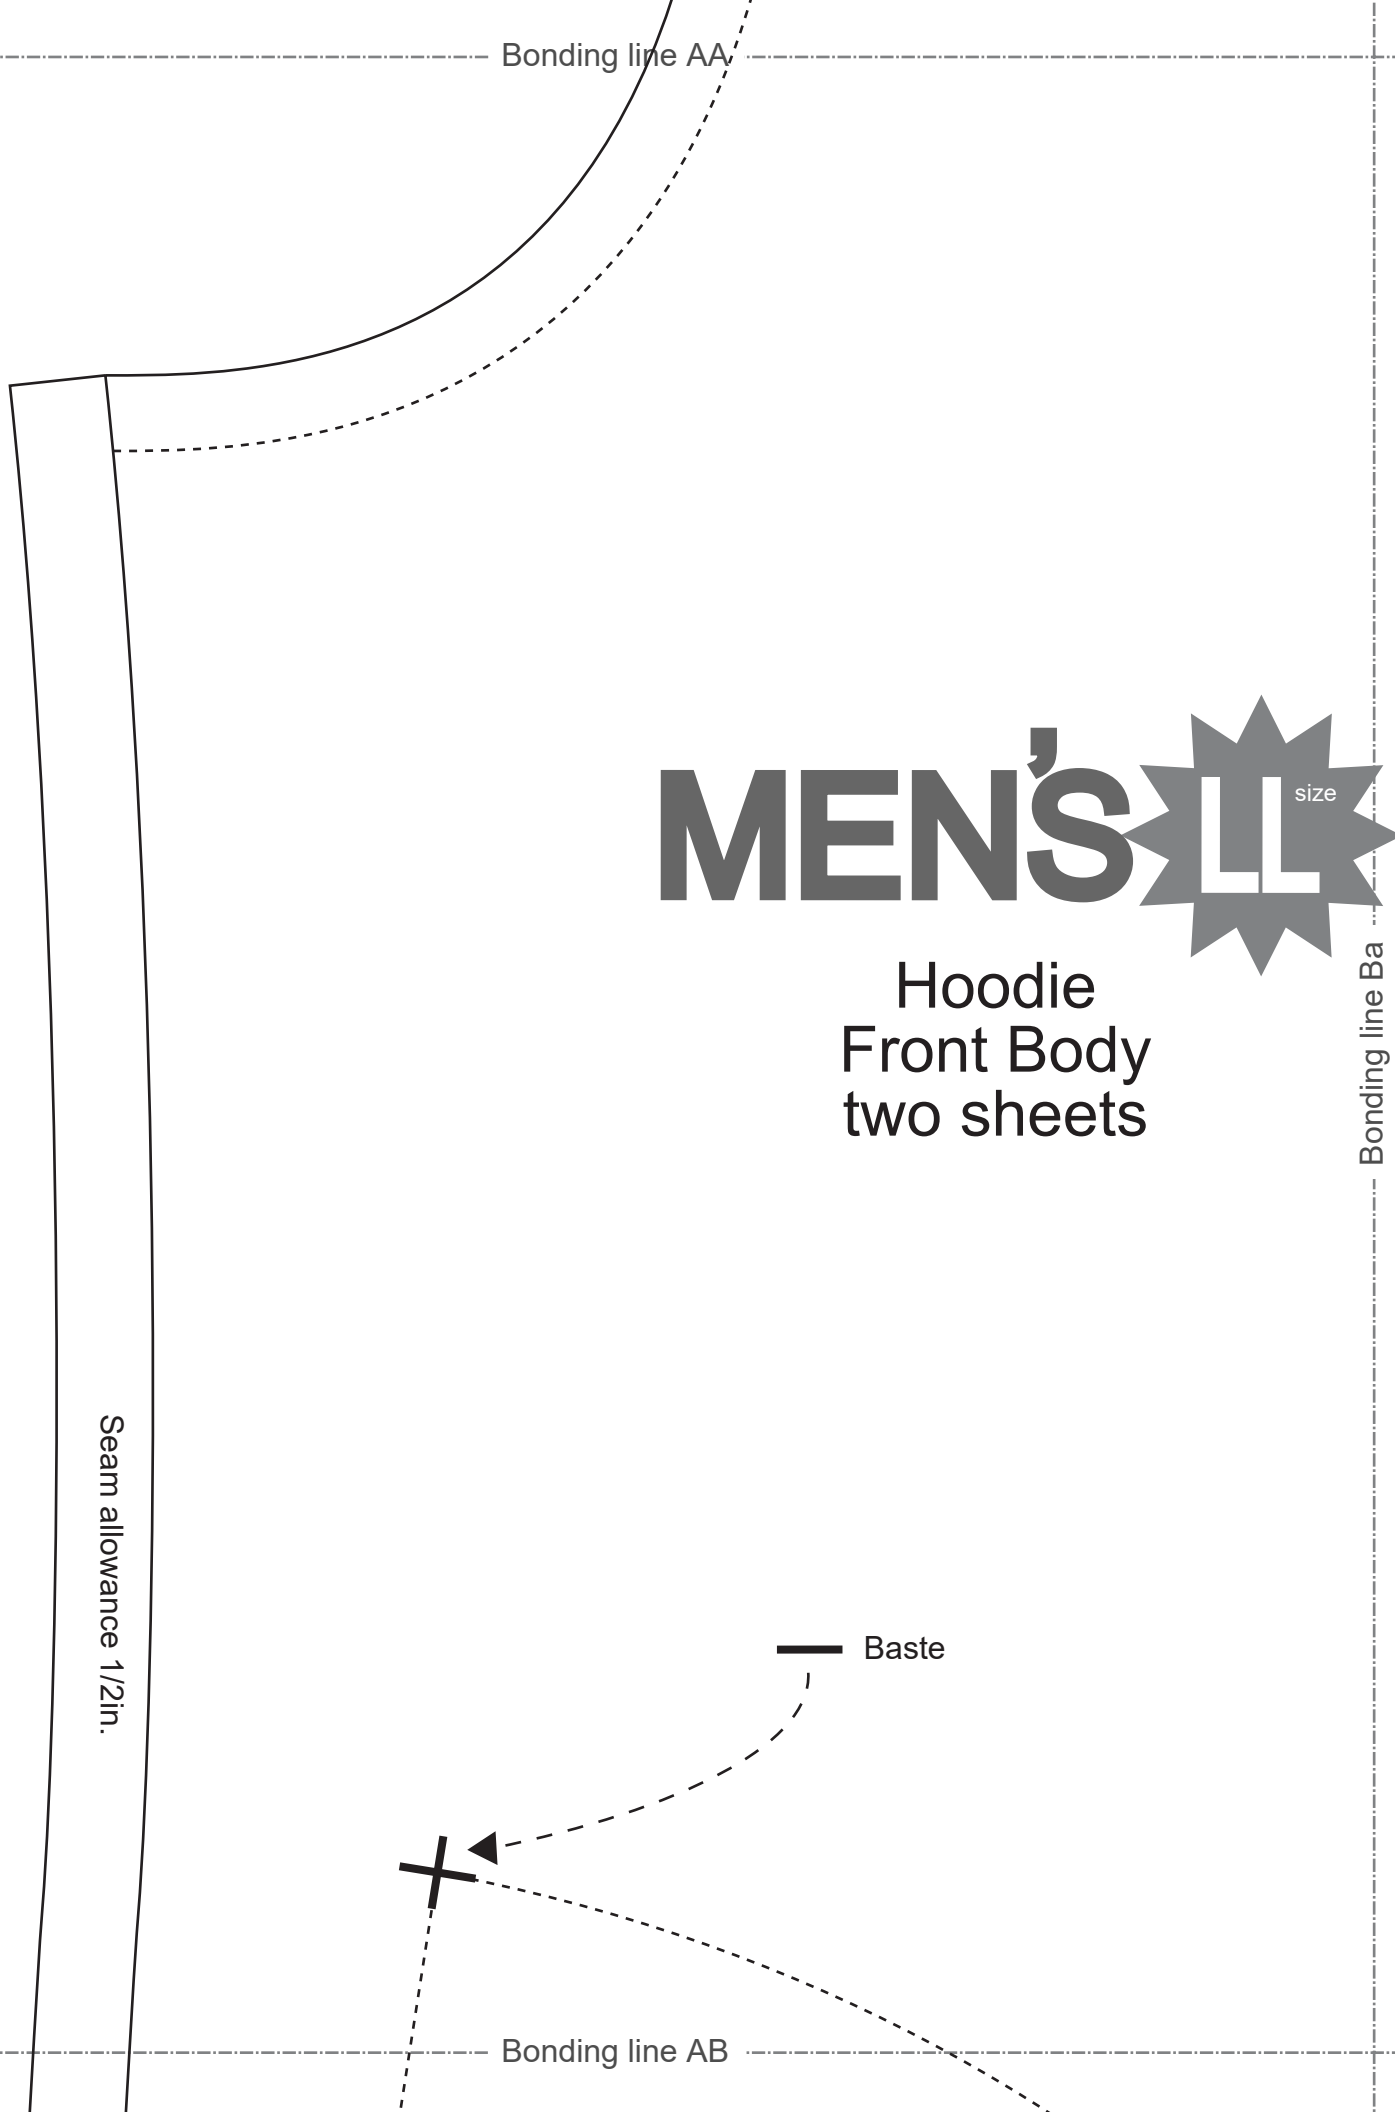 Bonding line AA
MEN'S
LL size
Bonding line Ba
Hoodie
Front Body
two sheets
Seam allowance 1/2in.
Baste
Bonding line AB